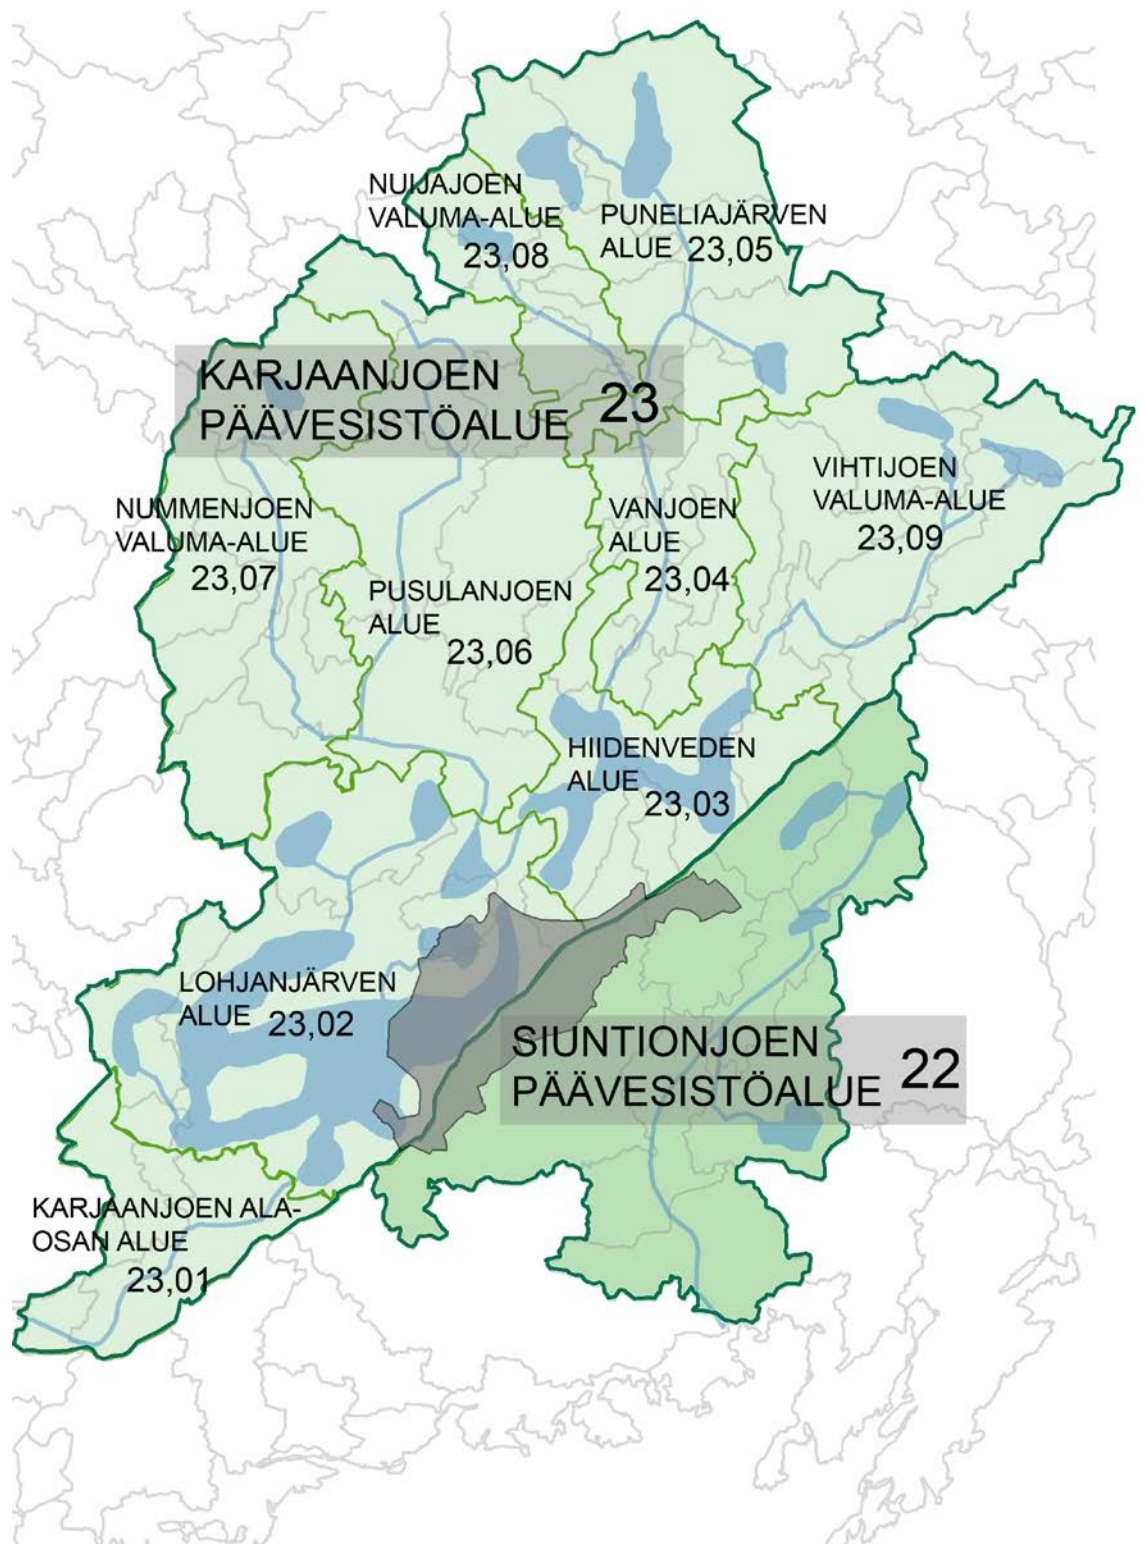 NUIJAJOEN
VALUMA-ALUE
23,08
PUNELIAJÄRVEN
ALUE 23,05
KARJAANJOEN
PÄÄVESISTÖALUE 23
VIHTIJOEN
VALUMA-ALUE
23,09
NUMMENJOEN
VALUMA-ALUE
23,07
VANJOEN
ALUE
23,04
PUSULANJOEN
ALUE 23,06
HIIDENVEDEN
ALUE 23,03
LOHJANJÄRVEN
ALUE 23,02
SIUNTIONJOEN
PÄÄVESISTÖALUE 22
KARJAANJOEN ALA-
OSAN ALUE
23,01